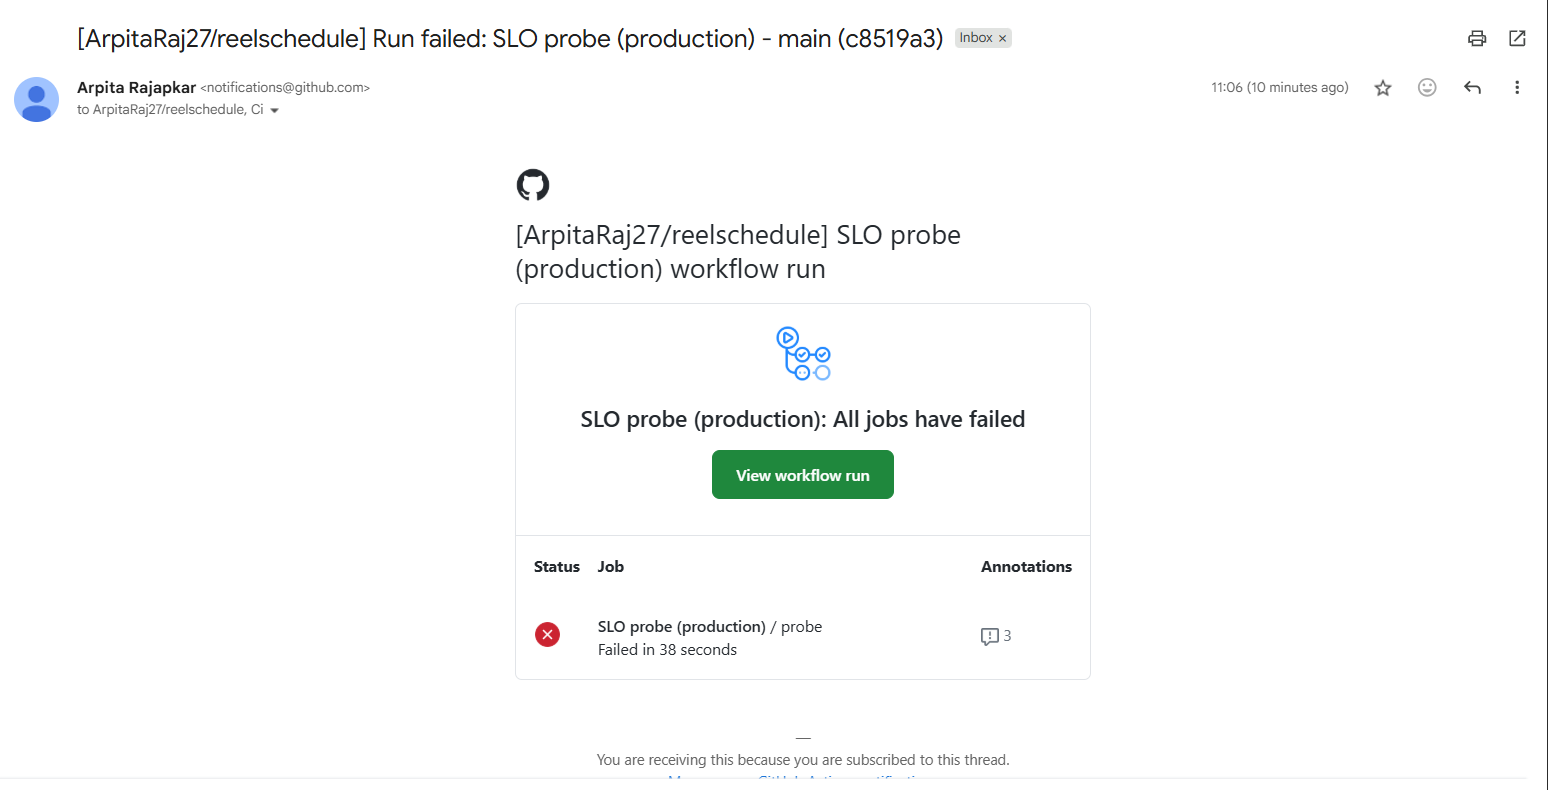 [ArpitaRaj27/reelschedule] Run failed: SLO probe (production) - main (c8519a3) Inbox ×
Arpita Rajapkar <notifications@github.com> 11:06 (10 minutes ago)
to ArpitaRaj27/reelschedule, Ci
[ArpitaRaj27/reelschedule] SLO probe
(production) workflow run
SLO probe (production): All jobs have failed
View workflow run
Status Job Annotations
SLO probe (production) / probe
Failed in 38 seconds
3
—
You are receiving this because you are subscribed to this thread.